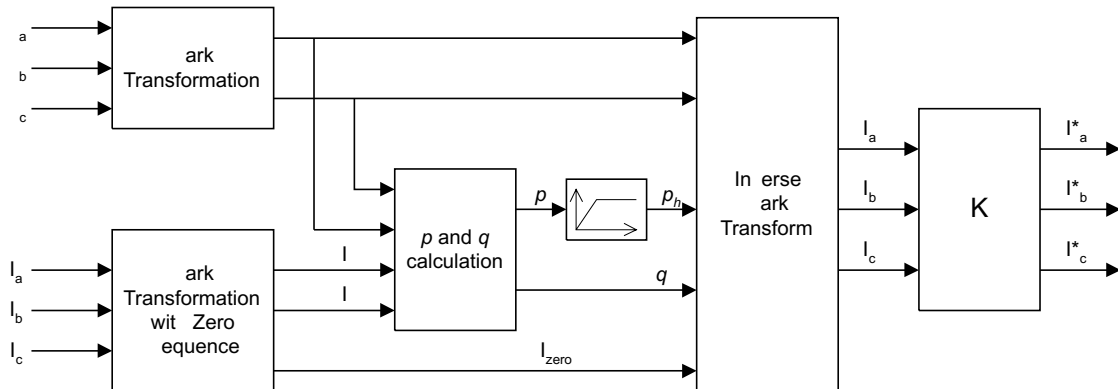 a
b
c
ark
Transformation
I_a
I_b
I_c
ark
Transformation
wit Zero
equence
I
I
I_zero
p and q
calculation
p
p_h
q
In erse
ark
Transform
I_a
I_b
I_c
K
I*_a
I*_b
I*_c